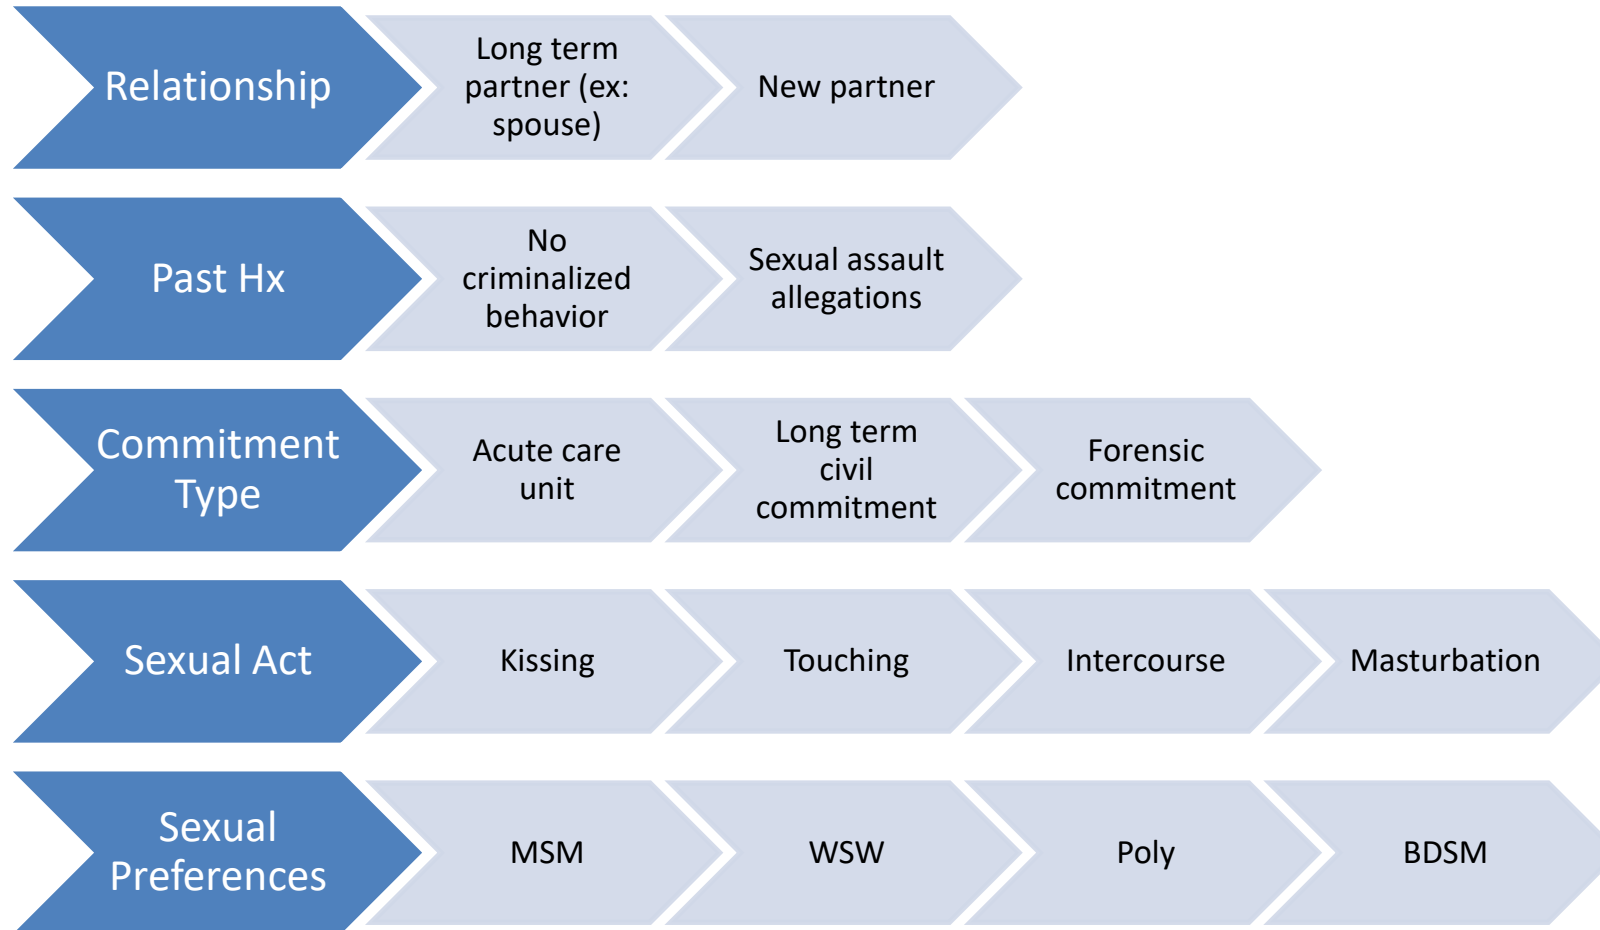 Relationship
Long term
partner (ex:
spouse)
New partner
Past Hx
No
criminalized
behavior
Sexual assault
allegations
Commitment
Type
Acute care
unit
Long term
civil
commitment
Forensic
commitment
Sexual Act
Kissing
Touching
Intercourse
Masturbation
Sexual
Preferences
MSM
WSW
Poly
BDSM